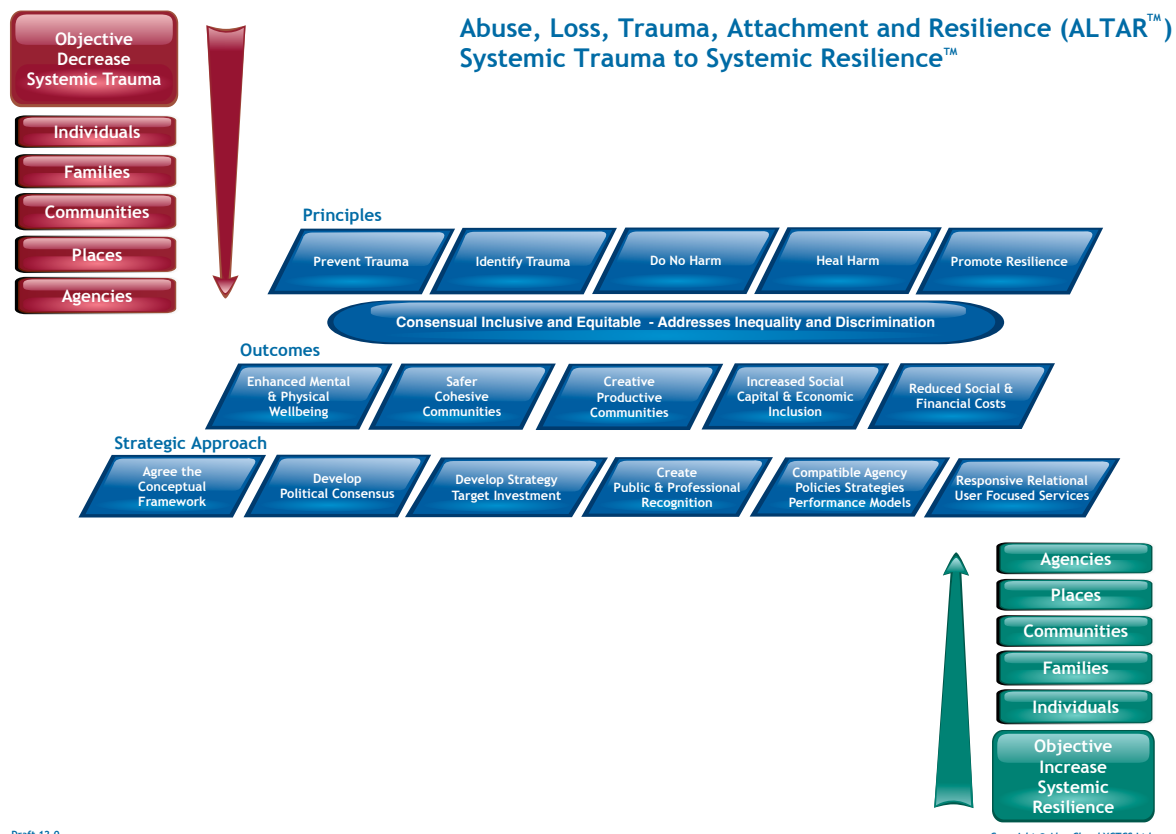 Abuse, Loss, Trauma, Attachment and Resilience (ALTAR™)
Systemic Trauma to Systemic Resilience™
Objective
Decrease
Systemic Trauma
Individuals
Families
Communities
Places
Agencies
Principles
Prevent Trauma
Identify Trauma
Do No Harm
Heal Harm
Promote Resilience
Consensual Inclusive and Equitable - Addresses Inequality and Discrimination
Outcomes
Enhanced Mental
& Physical
Wellbeing
Safer
Cohesive
Communities
Creative
Productive
Communities
Increased Social
Capital & Economic
Inclusion
Reduced Social &
Financial Costs
Strategic Approach
Agree the
Conceptual
Framework
Develop
Political Consensus
Develop Strategy
Target Investment
Create
Public & Professional
Recognition
Compatible Agency
Policies Strategies
Performance Models
Responsive Relational
User Focused Services
Agencies
Places
Communities
Families
Individuals
Objective
Increase
Systemic
Resilience